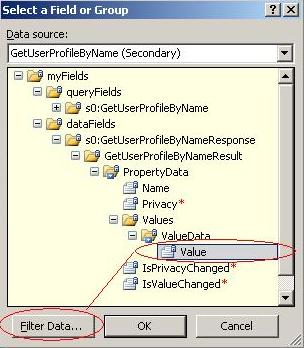 Select a Field or Group
Data source:
GetUserProfileByName (Secondary)
myFields
queryFields
s0:GetUserProfileByName
dataFields
s0:GetUserProfileByNameResponse
GetUserProfileByNameResult
PropertyData
Name
Privacy*
Values
ValueData
Value
IsPrivacyChanged*
IsValueChanged*
Filter Data... OK Cancel